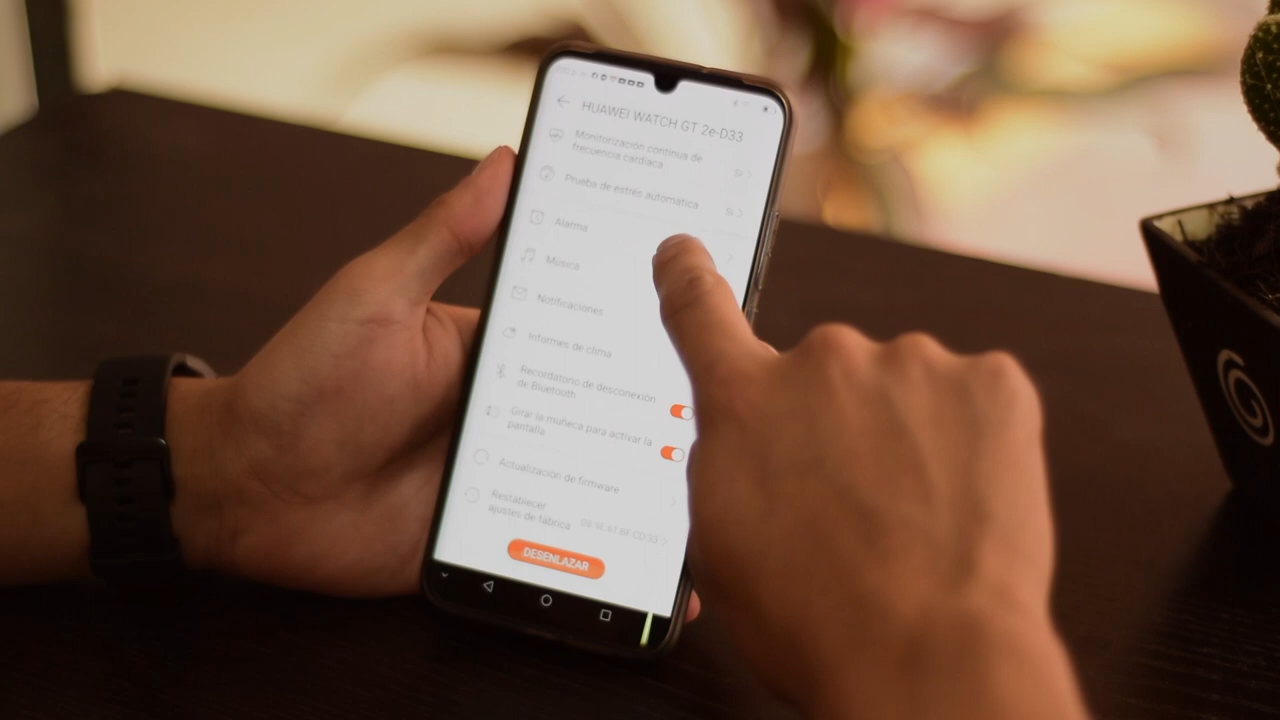 HUAWEI WATCH GT 2e-D33
Monitorización continua de
frecuencia cardíaca
Sí
Prueba de estrés automática
Sí
Alarma
Música
Notificaciones
Informes de clima
Recordatorio de desconexión
de Bluetooth
Girar la muñeca para activar la
pantalla
Actualización de firmware
Restablecer
ajustes de fábrica
DESENLAZAR